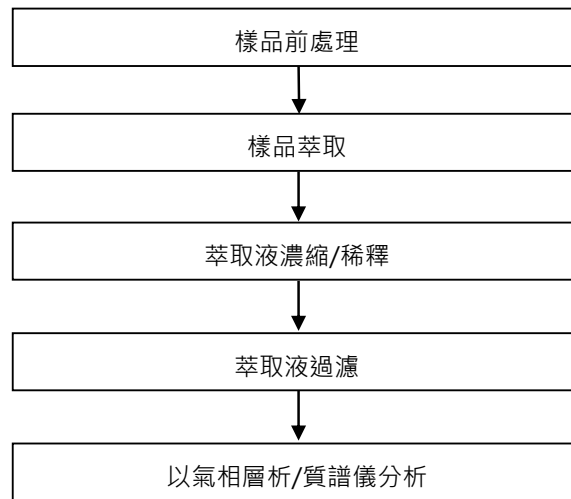 樣品前處理
樣品萃取
萃取液濃縮/稀釋
萃取液過濾
以氣相層析/質譜儀分析